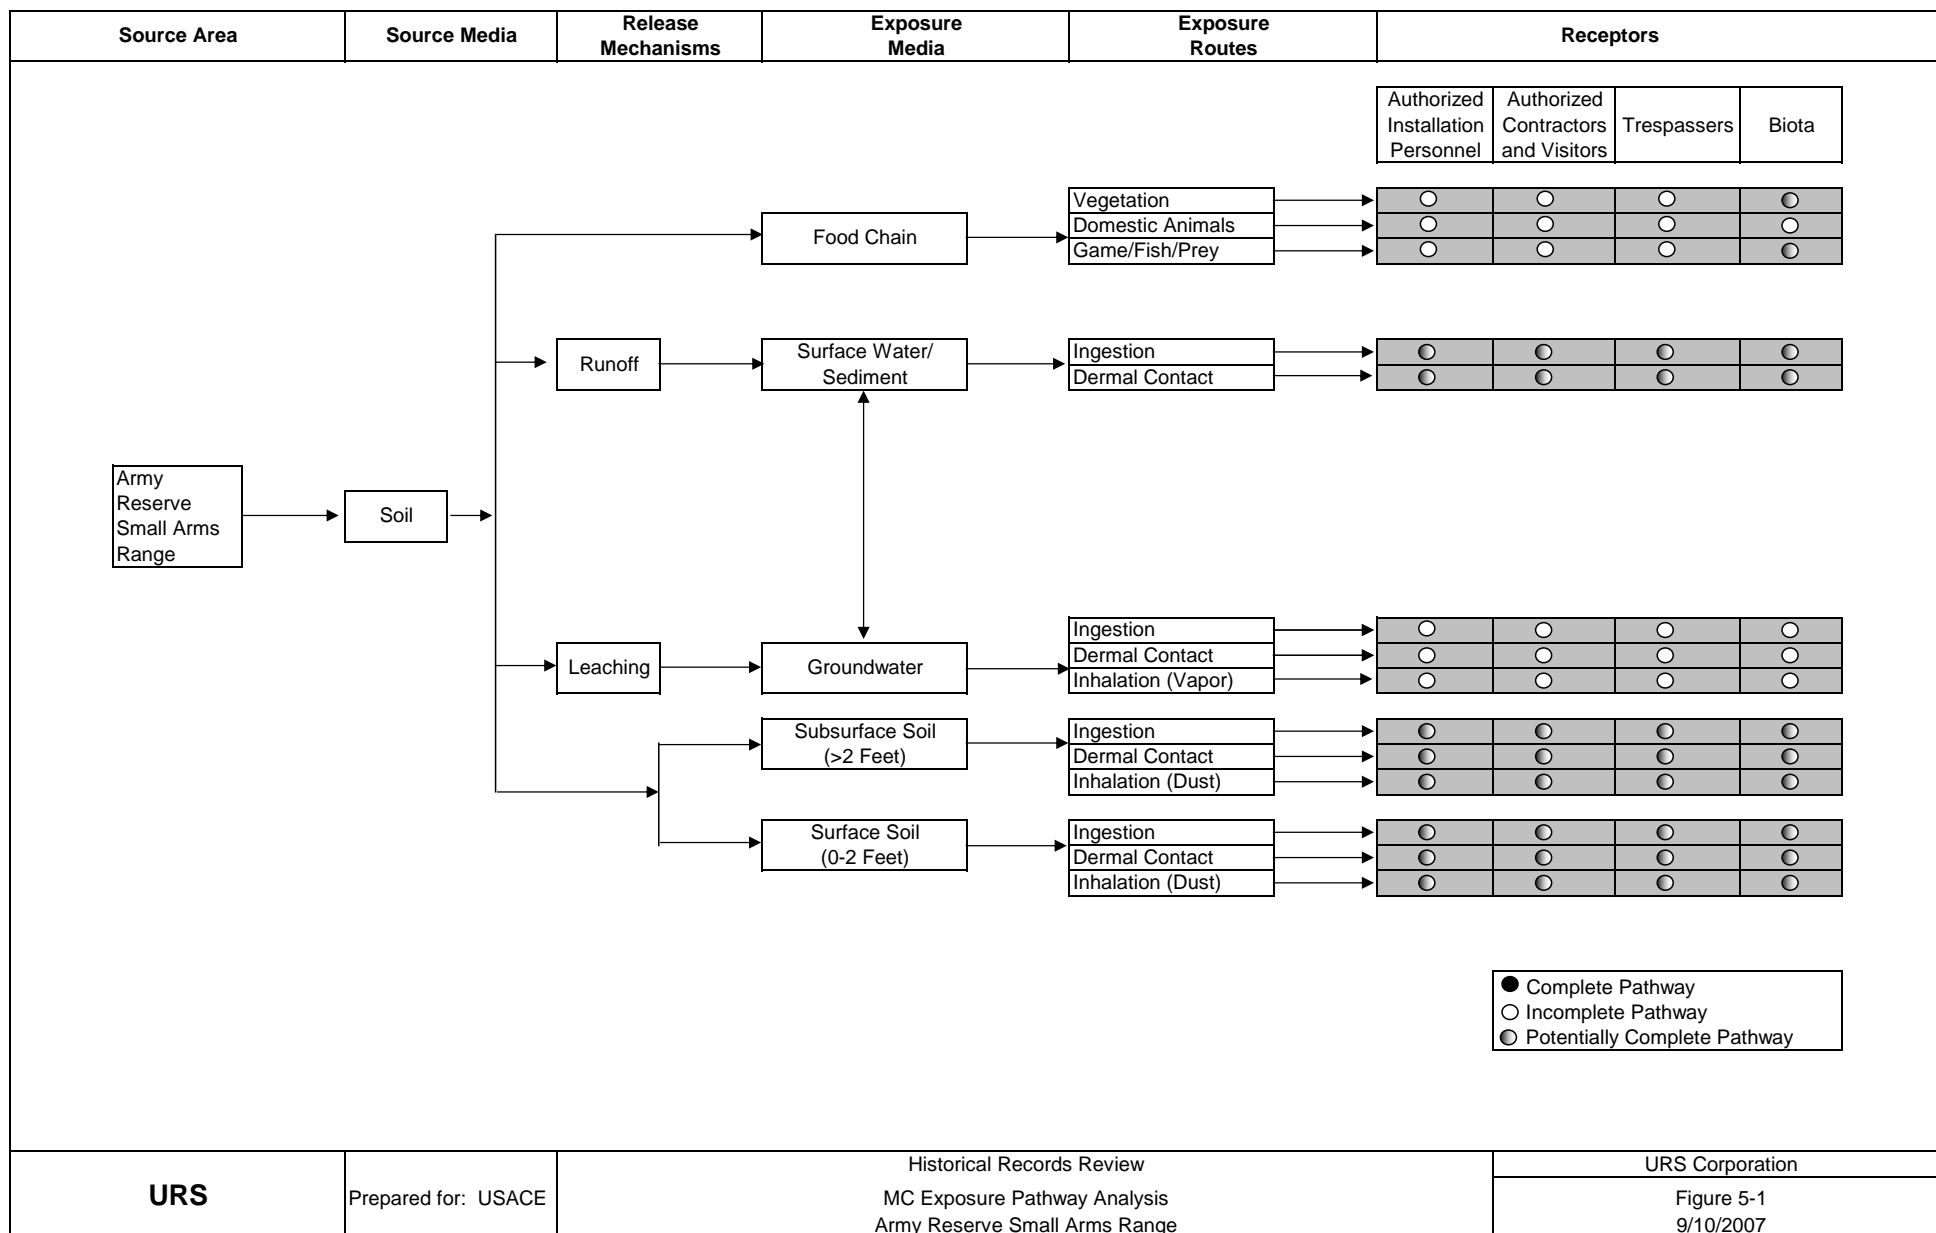 Source Area
Source Media
Release
Mechanisms
Exposure
Media
Exposure
Routes
Receptors
Authorized
Installation
Personnel
Authorized
Contractors
and Visitors
Trespassers
Biota
Food Chain
Vegetation
Domestic Animals
Game/Fish/Prey
Runoff
Surface Water/
Sediment
Ingestion
Dermal Contact
Army
Reserve
Small Arms
Range
Soil
Leaching
Groundwater
Ingestion
Dermal Contact
Inhalation (Vapor)
Subsurface Soil
(>2 Feet)
Ingestion
Dermal Contact
Inhalation (Dust)
Surface Soil
(0-2 Feet)
Ingestion
Dermal Contact
Inhalation (Dust)
Complete Pathway
Incomplete Pathway
Potentially Complete Pathway
URS
Prepared for: USACE
Historical Records Review
MC Exposure Pathway Analysis
Army Reserve Small Arms Range
URS Corporation
Figure 5-1
9/10/2007